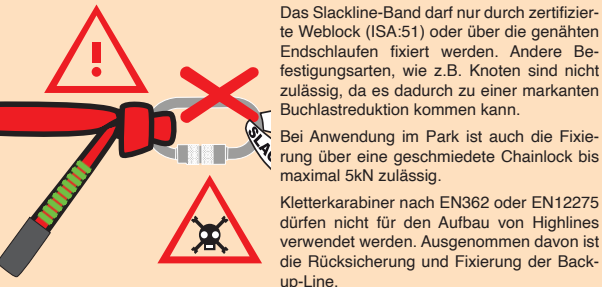 Das Slackline-Band darf nur durch zertifizier-
te Weblock (ISA:51) oder über die genähten
Endschlaufen fixiert werden. Andere Be-
festigungsarten, wie z.B. Knoten sind nicht
zulässig, da es dadurch zu einer markanten
Buchlastreduktion kommen kann.
Bei Anwendung im Park ist auch die Fixie-
rung über eine geschmiedete Chainlock bis
maximal 5kN zulässig.
Kletterkarabiner nach EN362 oder EN12275
dürfen nicht für den Aufbau von Highlines
verwendet werden. Ausgenommen davon ist
die Rücksicherung und Fixierung der Back-
up-Line.
!